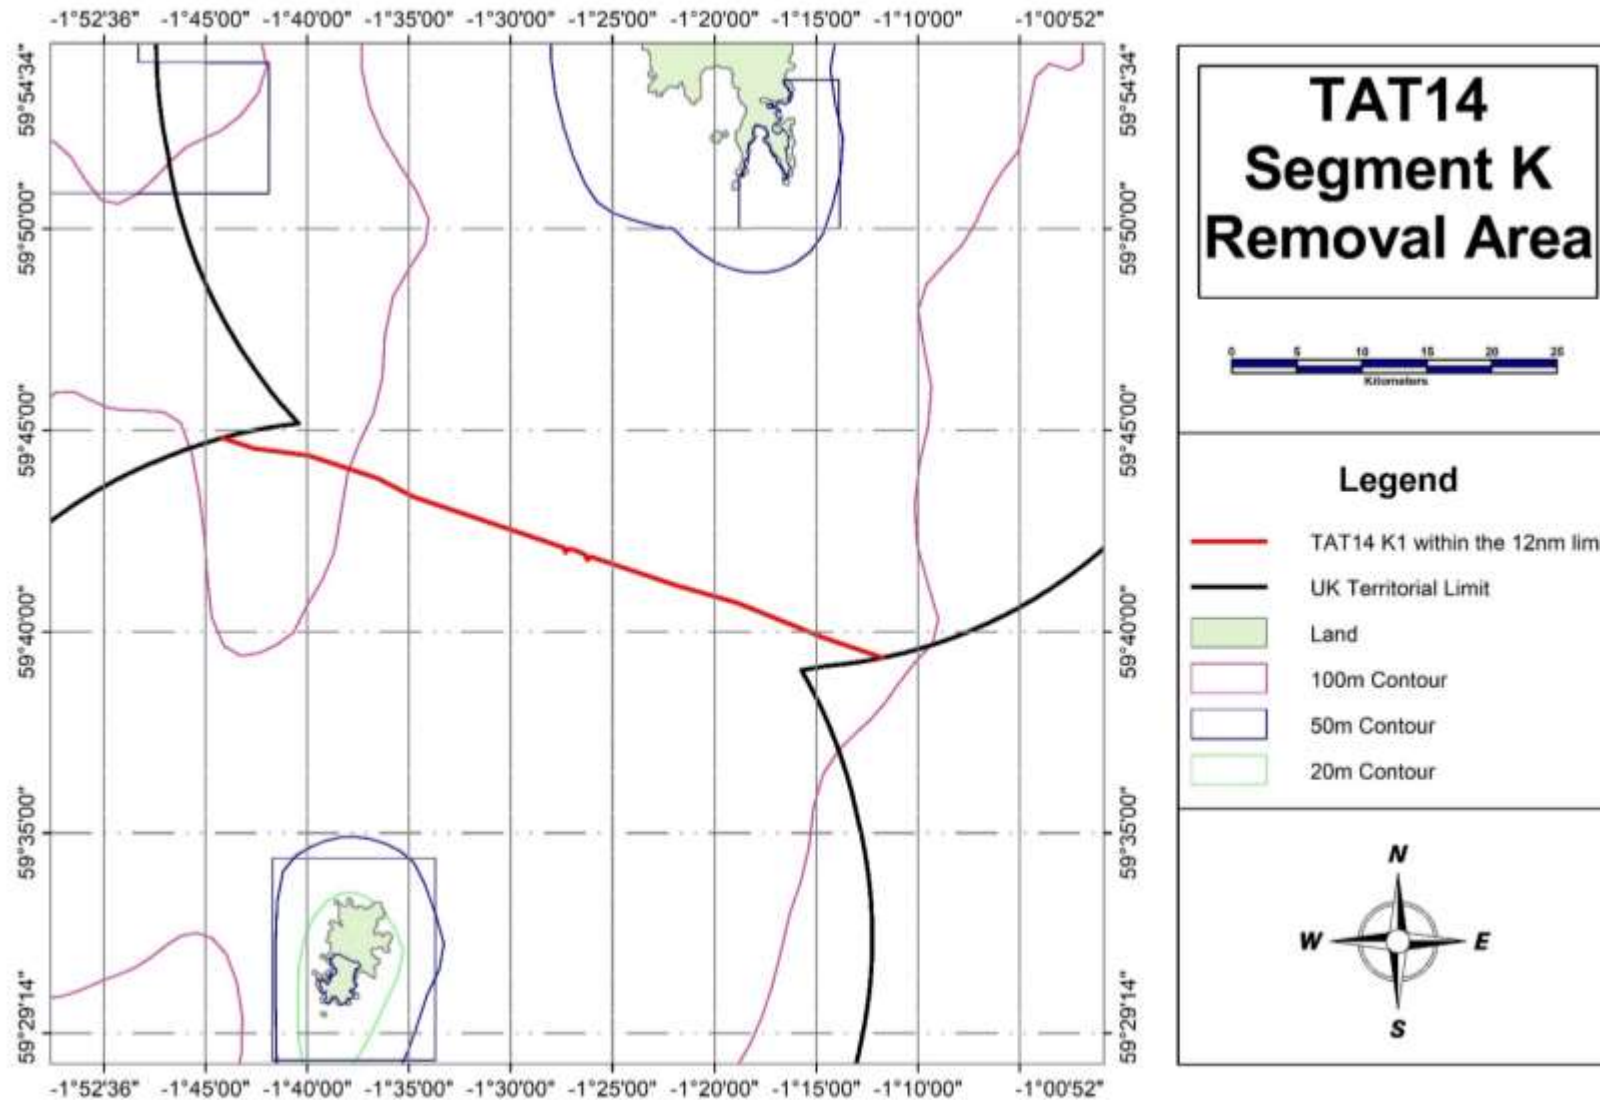 -1°52'36" -1°45'00" -1°40'00" -1°35'00" -1°30'00" -1°25'00" -1°20'00" -1°15'00" -1°10'00" -1°00'52"
59°54'34" 59°54'34"
59°50'00" 59°50'00"
59°45'00" 59°45'00"
59°40'00" 59°40'00"
59°35'00" 59°35'00"
59°29'14" 59°29'14"
-1°52'36" -1°45'00" -1°40'00" -1°35'00" -1°30'00" -1°25'00" -1°20'00" -1°15'00" -1°10'00" -1°00'52"
TAT14
Segment K
Removal Area
0 5 10 15 20 25
Kilometers
Legend
TAT14 K1 within the 12nm lim
UK Territorial Limit
Land
100m Contour
50m Contour
20m Contour
N
W E
S